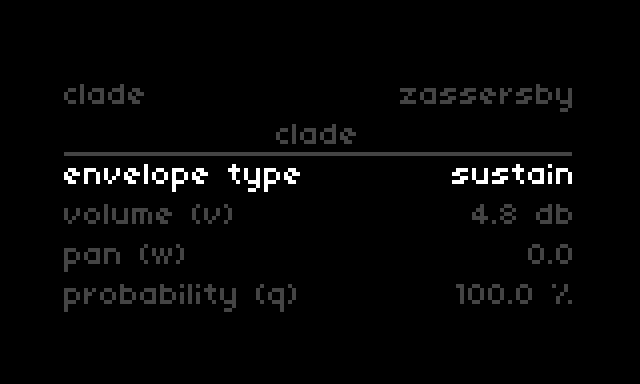 clade zassersby
clade
envelope type sustain
volume (v) 4.8 db
pan (w) 0.0
probability (q) 100.0 %